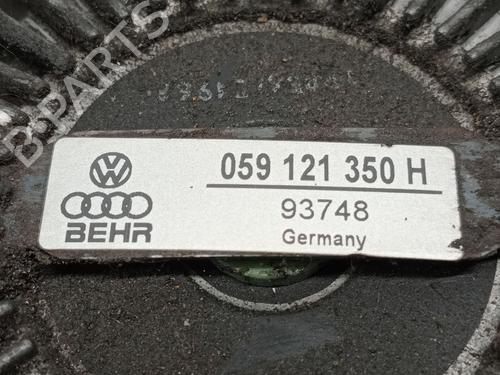 B-PARTS
059 121 350 H
93748
BEHR
Germany